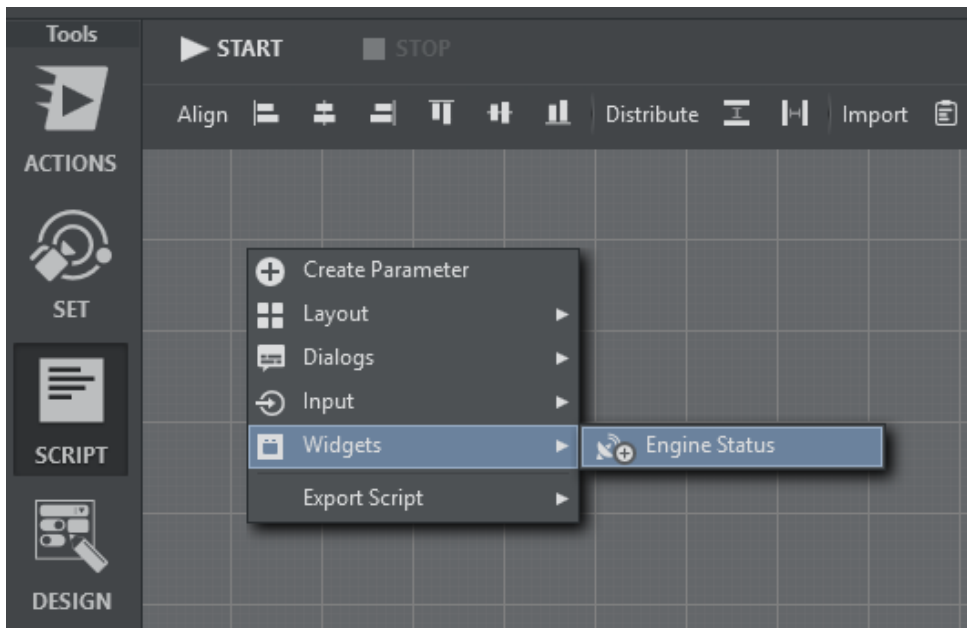 Tools
START
STOP
Align
Distribute
Import
ACTIONS
SET
SCRIPT
DESIGN
Create Parameter
Layout
Dialogs
Input
Widgets
Engine Status
Export Script